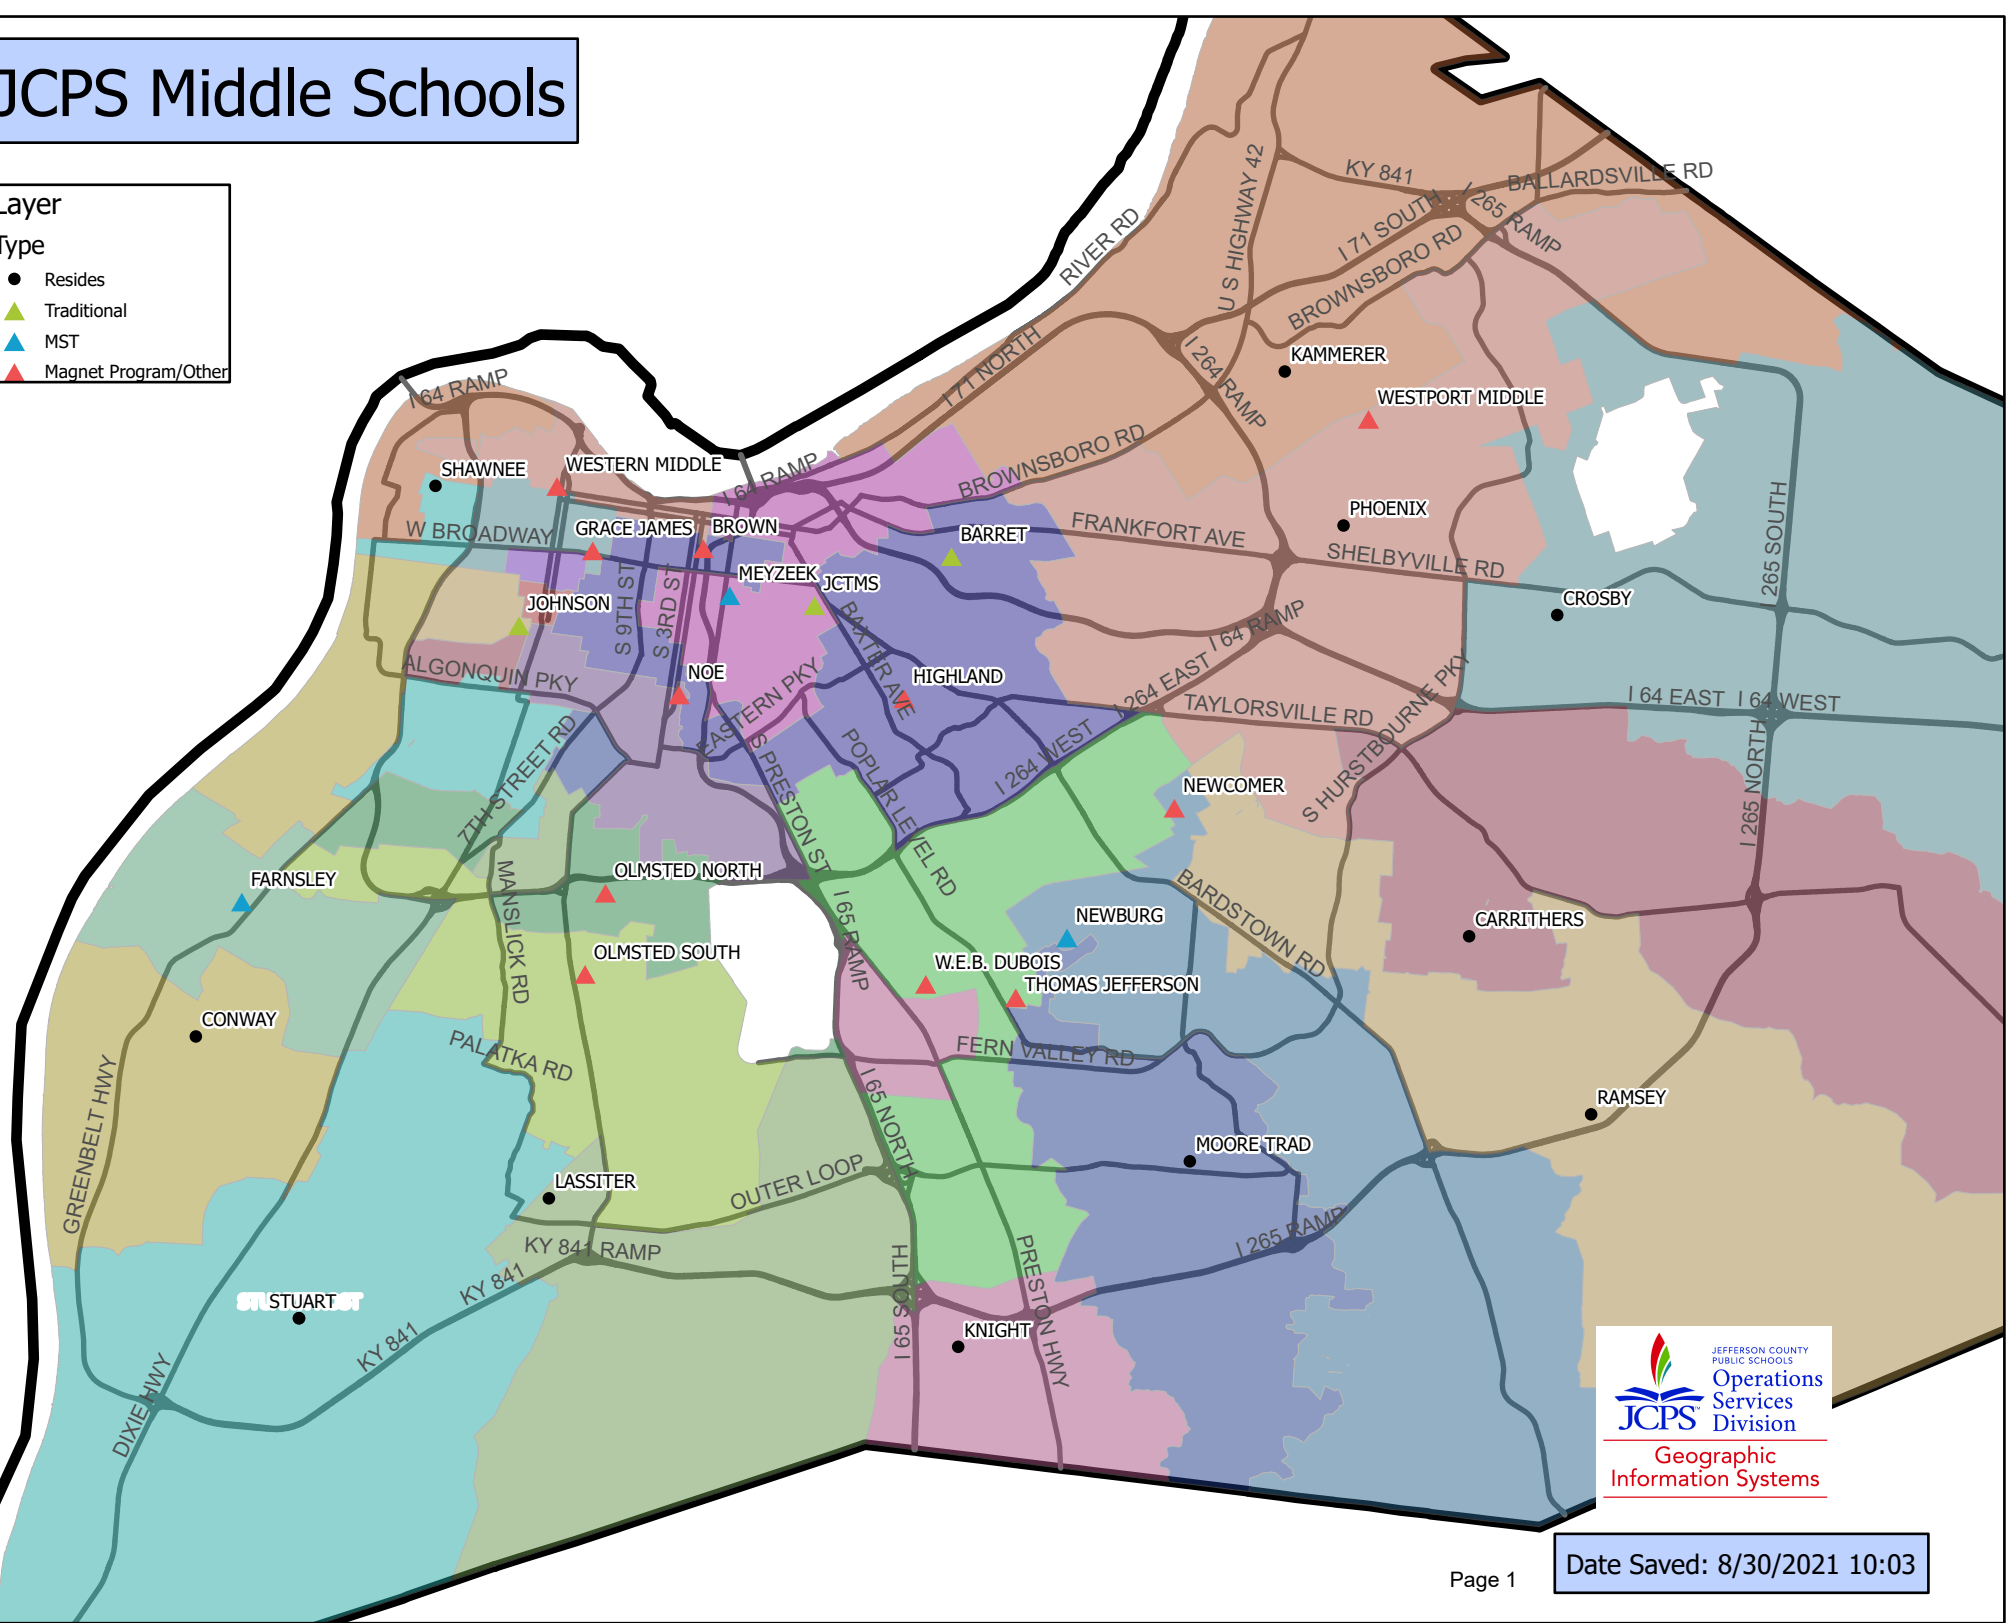 JCPS Middle Schools
Layer
Type
Resides
Traditional
MST
Magnet Program/Other
KY 841
BALLARDSVILLE RD
I 265 RAMP
I 71 SOUTH
BROWNSBORO RD
U S HIGHWAY 42
RIVER RD
I 71 NORTH
I 264 RAMP
KAMMERER
WESTPORT MIDDLE
I 64 RAMP
SHAWNEE
WESTERN MIDDLE
I 64 RAMP
BROWNSBORO RD
W BROADWAY
GRACE JAMES
BROWN
BARRET
FRANKFORT AVE
PHOENIX
SHELBYVILLE RD
I 265 SOUTH
MEYZEEK
JCTMS
JOHNSON
S 9TH ST
S 3RD ST
BAXTER AVE
CROSBY
I 64 RAMP
ALGONQUIN PKY
NOE
HIGHLAND
EASTERN PKY
I 264 EAST
TAYLORSVILLE RD
S HURSTBOURNE PKY
I 64 EAST
I 64 WEST
7TH STREET RD
S PRESTON ST
POPLAR LEVEL RD
I 264 WEST
NEWCOMER
I 265 NORTH
FARNSLEY
MANSLICK RD
OLMSTED NORTH
I 65 RAMP
BARDSTOWN RD
NEWBURG
CARRITHERS
OLMSTED SOUTH
W.E.B. DUBOIS
THOMAS JEFFERSON
CONWAY
PALATKA RD
FERN VALLEY RD
GREENBELT HWY
I 65 NORTH
RAMSEY
MOORE TRAD
LASSITER
OUTER LOOP
KY 841 RAMP
I 265 RAMP
KY 841
I 65 SOUTH
PRESTON HWY
STUART
KY 841
KNIGHT
DIXIE HWY
JEFFERSON COUNTY
PUBLIC SCHOOLS
Operations
Services
Division
JCPS™
Geographic
Information Systems
Page 1
Date Saved: 8/30/2021 10:03